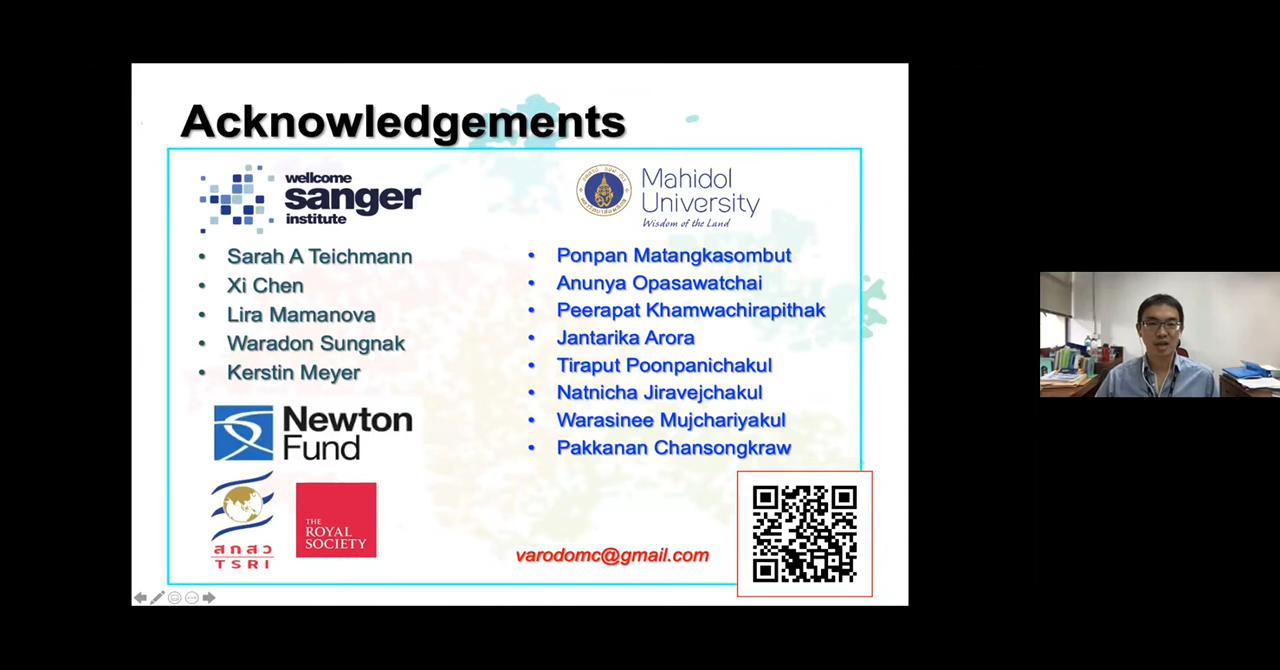 Acknowledgements
wellcome
sanger
institute
• Sarah A Teichmann
• Xi Chen
• Lira Mamanova
• Waradon Sungnak
• Kerstin Meyer
Newton
Fund
สกสว
TSRI
THE
ROYAL
SOCIETY
Mahidol
University
Wisdom of the Land
• Ponpan Matangkasombut
• Anunya Opasawatchai
• Peerapat Khamwachirapithak
• Jantarika Arora
• Tiraput Poonpanichakul
• Natnicha Jiravejchakul
• Warasinee Mujchariyakul
• Pakkanan Chansongkraw
varodomc@gmail.com